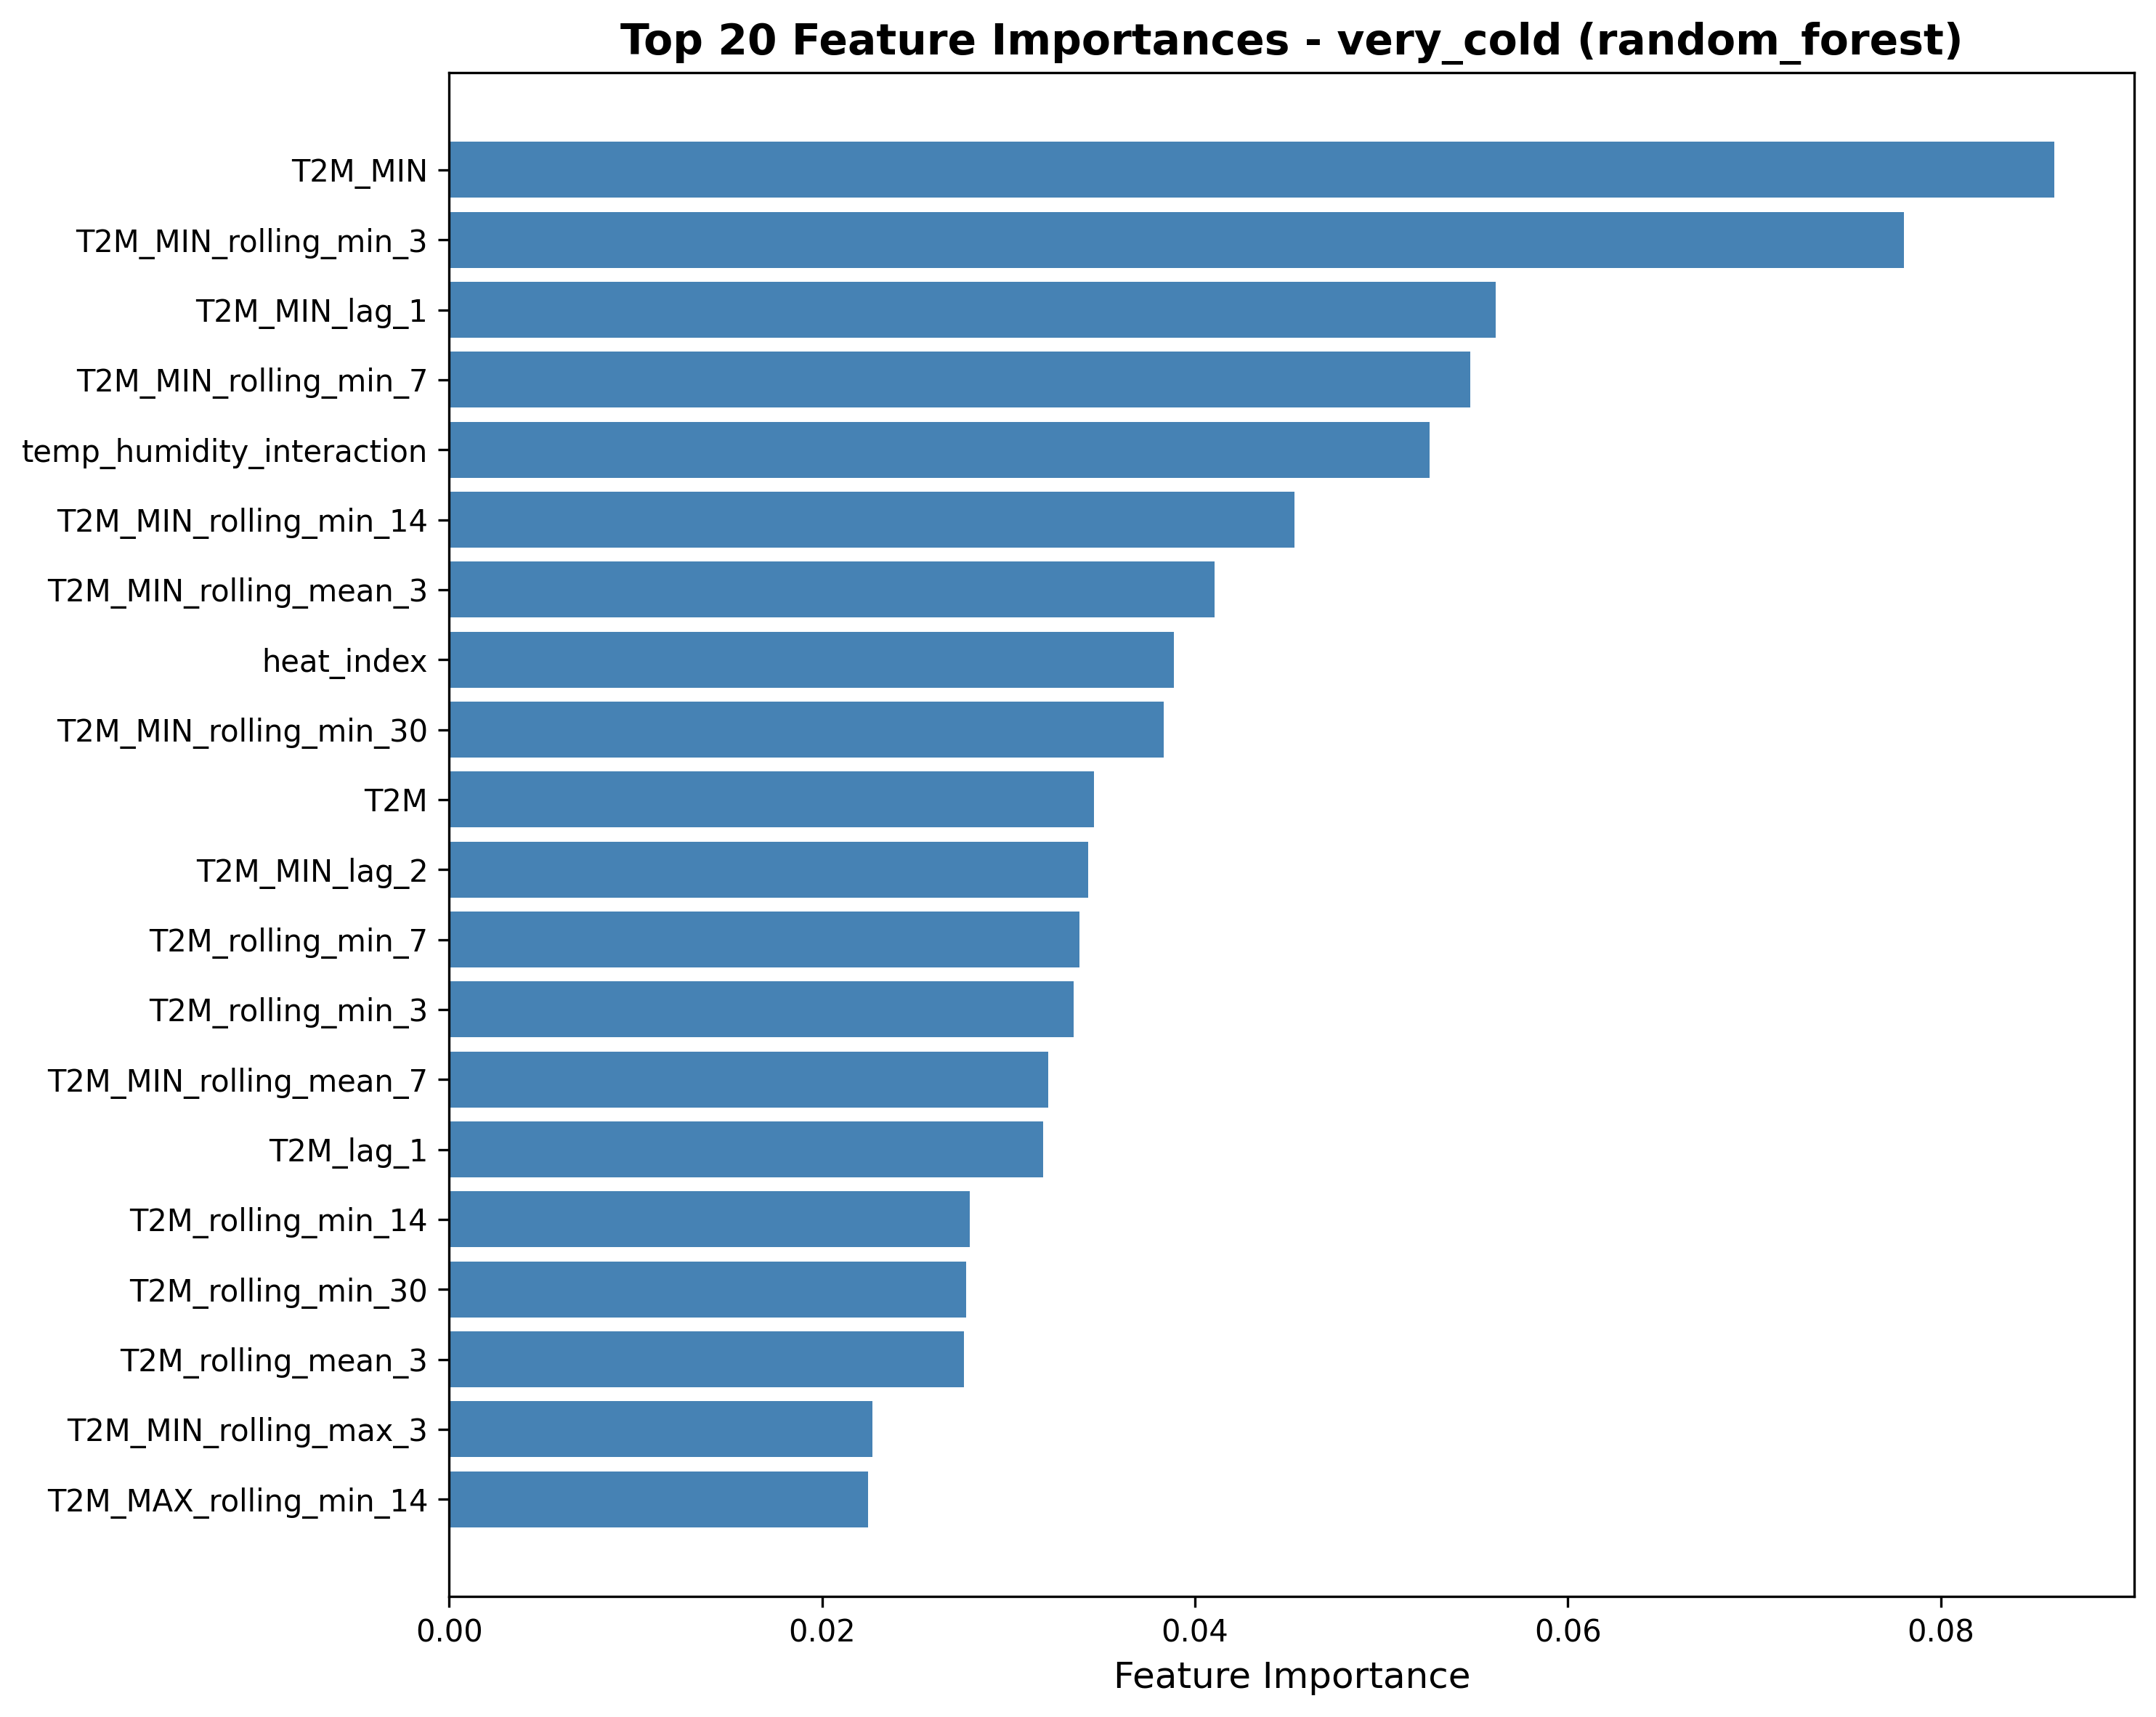 Top 20 Feature Importances - very_cold (random_forest)
T2M_MIN
T2M_MIN_rolling_min_3
T2M_MIN_lag_1
T2M_MIN_rolling_min_7
temp_humidity_interaction
T2M_MIN_rolling_min_14
T2M_MIN_rolling_mean_3
heat_index
T2M_MIN_rolling_min_30
T2M
T2M_MIN_lag_2
T2M_rolling_min_7
T2M_rolling_min_3
T2M_MIN_rolling_mean_7
T2M_lag_1
T2M_rolling_min_14
T2M_rolling_min_30
T2M_rolling_mean_3
T2M_MIN_rolling_max_3
T2M_MAX_rolling_min_14
0.00 0.02 0.04 0.06 0.08
Feature Importance